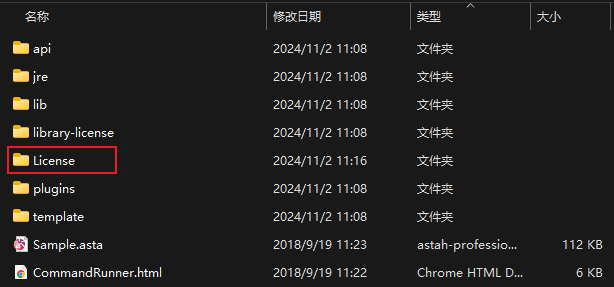 名称 修改日期 类型 大小
api 2024/11/2 11:08 文件夹
jre 2024/11/2 11:08 文件夹
lib 2024/11/2 11:08 文件夹
library-license 2024/11/2 11:08 文件夹
License 2024/11/2 11:16 文件夹
plugins 2024/11/2 11:08 文件夹
template 2024/11/2 11:08 文件夹
Sample.asta 2018/9/19 11:23 astah-professio... 112 KB
CommandRunner.html 2018/9/19 11:22 Chrome HTML D... 6 KB